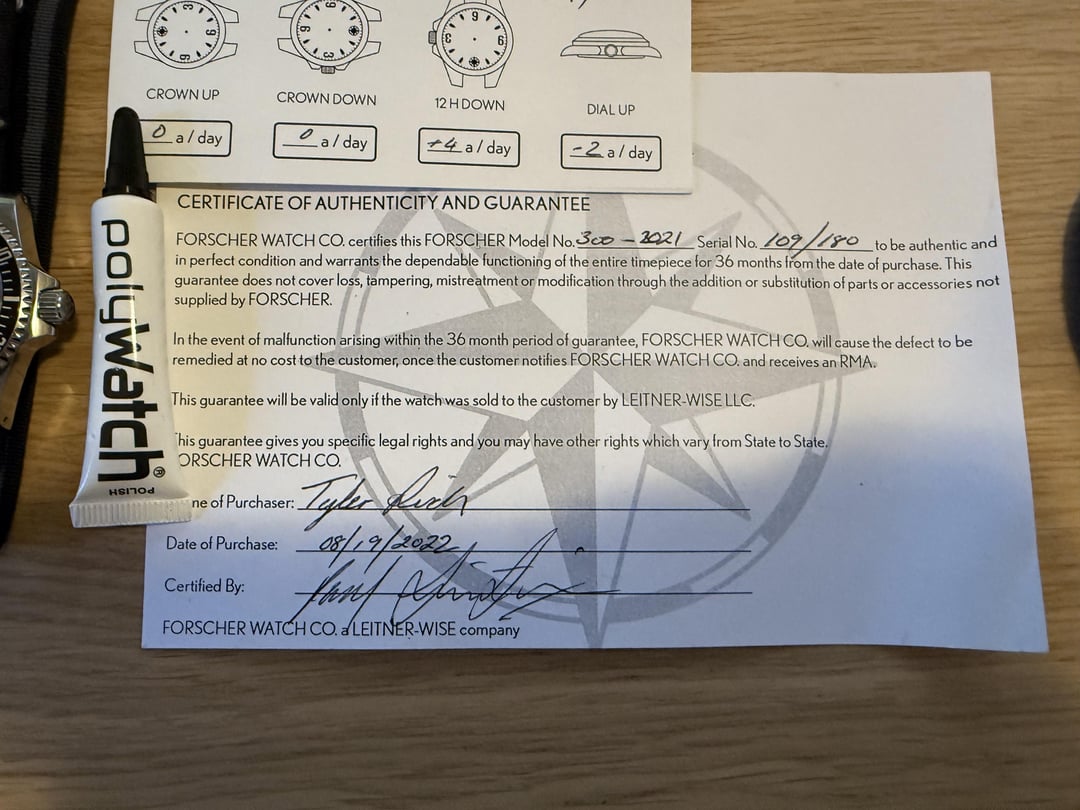 CROWN UP
CROWN DOWN
12 H DOWN
DIAL UP
0 a / day
0 a / day
+4 a / day
-2 a / day
CERTIFICATE OF AUTHENTICITY AND GUARANTEE
FORSCHER WATCH CO. certifies this FORSCHER Model No. 300-2021 Serial No. 109/180 to be authentic and
in perfect condition and warrants the dependable functioning of the entire timepiece for 36 months from the date of purchase. This
guarantee does not cover loss, tampering, mistreatment or modification through the addition or substitution of parts or accessories not
supplied by FORSCHER.
In the event of malfunction arising within the 36 month period of guarantee, FORSCHER WATCH CO. will cause the defect to be
remedied at no cost to the customer, once the customer notifies FORSCHER WATCH CO. and receives an RMA.
This guarantee will be valid only if the watch was sold to the customer by LEITNER-WISE LLC.
his guarantee gives you specific legal rights and you may have other rights which vary from State to State.
ORSCHER WATCH CO.
ne of Purchaser: Tyler
Date of Purchase: 08/19/2022
Certified By:
FORSCHER WATCH CO. a LEITNER-WISE company
polyWatch®
POLISH